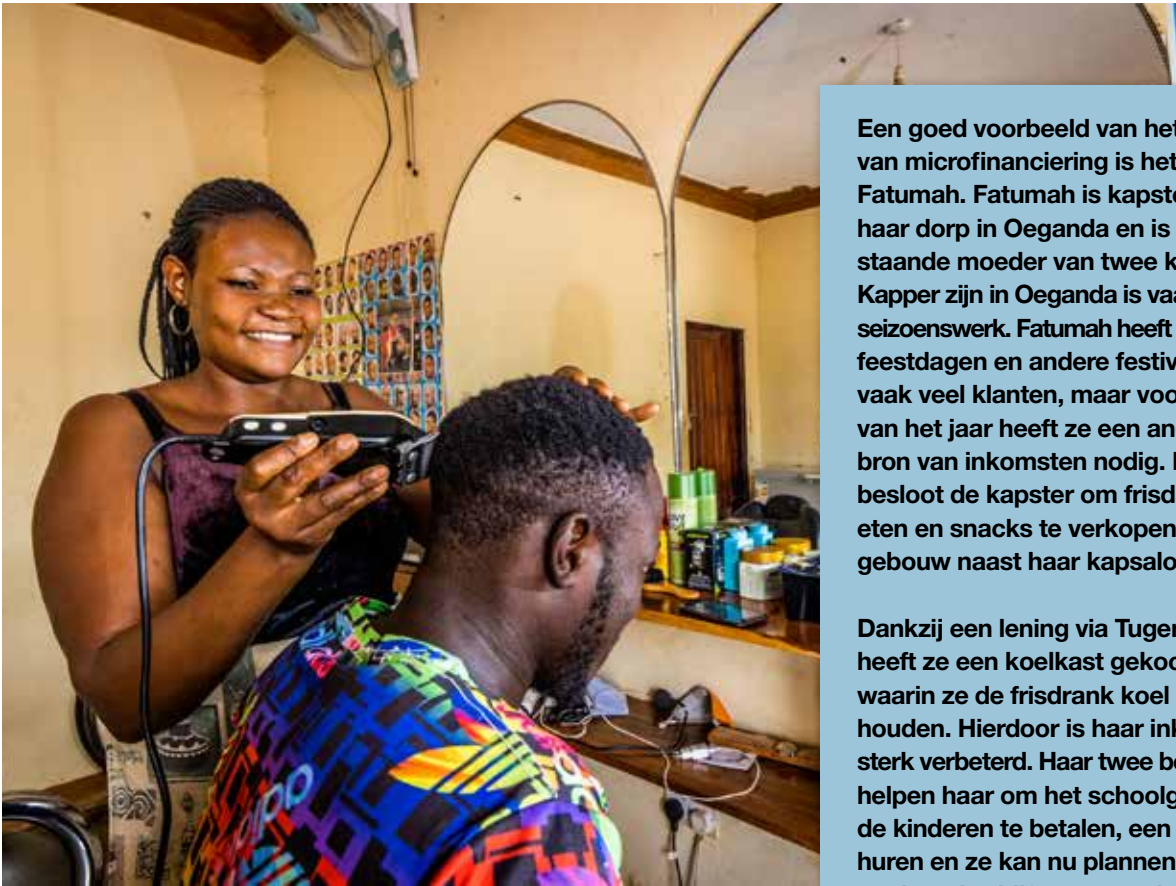 Een goed voorbeeld van het
van microfinanciering is het
Fatumah. Fatumah is kapste
haar dorp in Oeganda en is
staande moeder van twee k
Kapper zijn in Oeganda is vaa
seizoenswerk. Fatumah heeft
feestdagen en andere festiv
vaak veel klanten, maar voo
van het jaar heeft ze een an
bron van inkomsten nodig.
besloot de kapster om frisd
eten en snacks te verkopen
gebouw naast haar kapsalo
Dankzij een lening via Tuger
heeft ze een koelkast gekoc
waarin ze de frisdrank koel
houden. Hierdoor is haar ink
sterk verbeterd. Haar twee be
helpen haar om het schoolg
de kinderen te betalen, een
huren en ze kan nu plannen